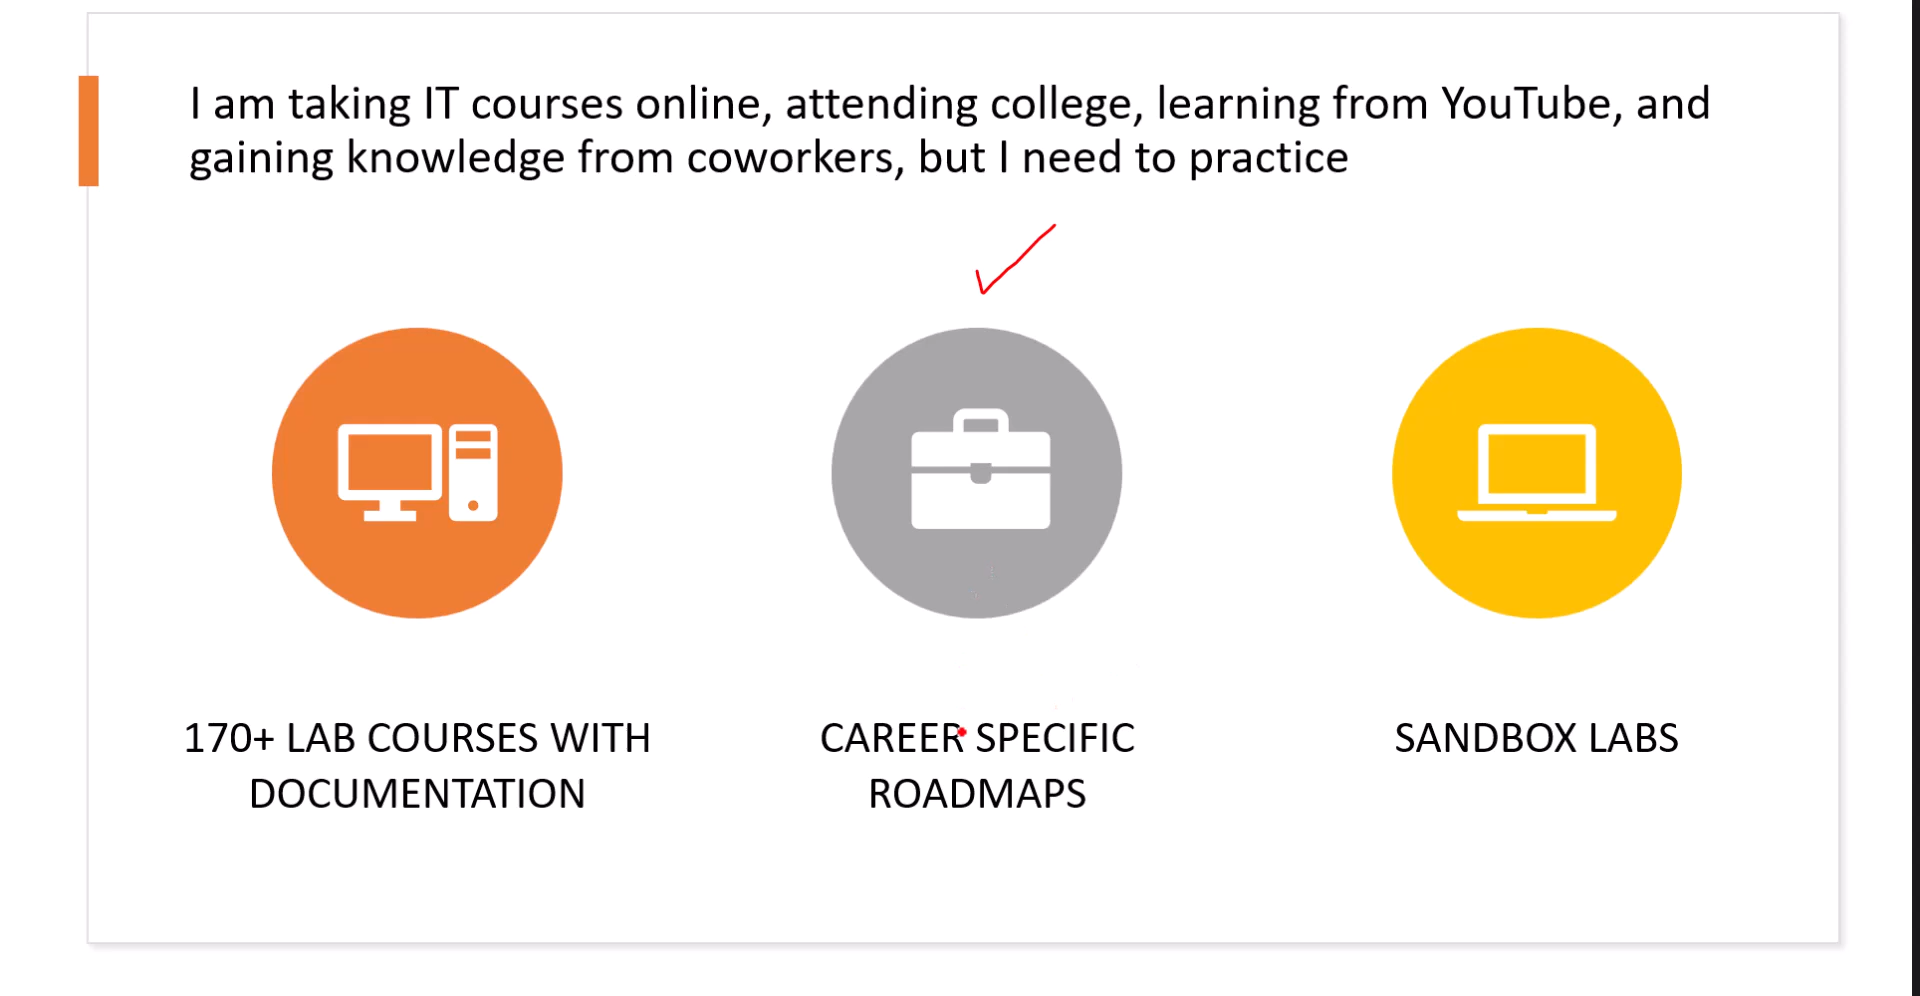 I am taking IT courses online, attending college, learning from YouTube, and
gaining knowledge from coworkers, but I need to practice
170+ LAB COURSES WITH
DOCUMENTATION
CAREER SPECIFIC
ROADMAPS
SANDBOX LABS